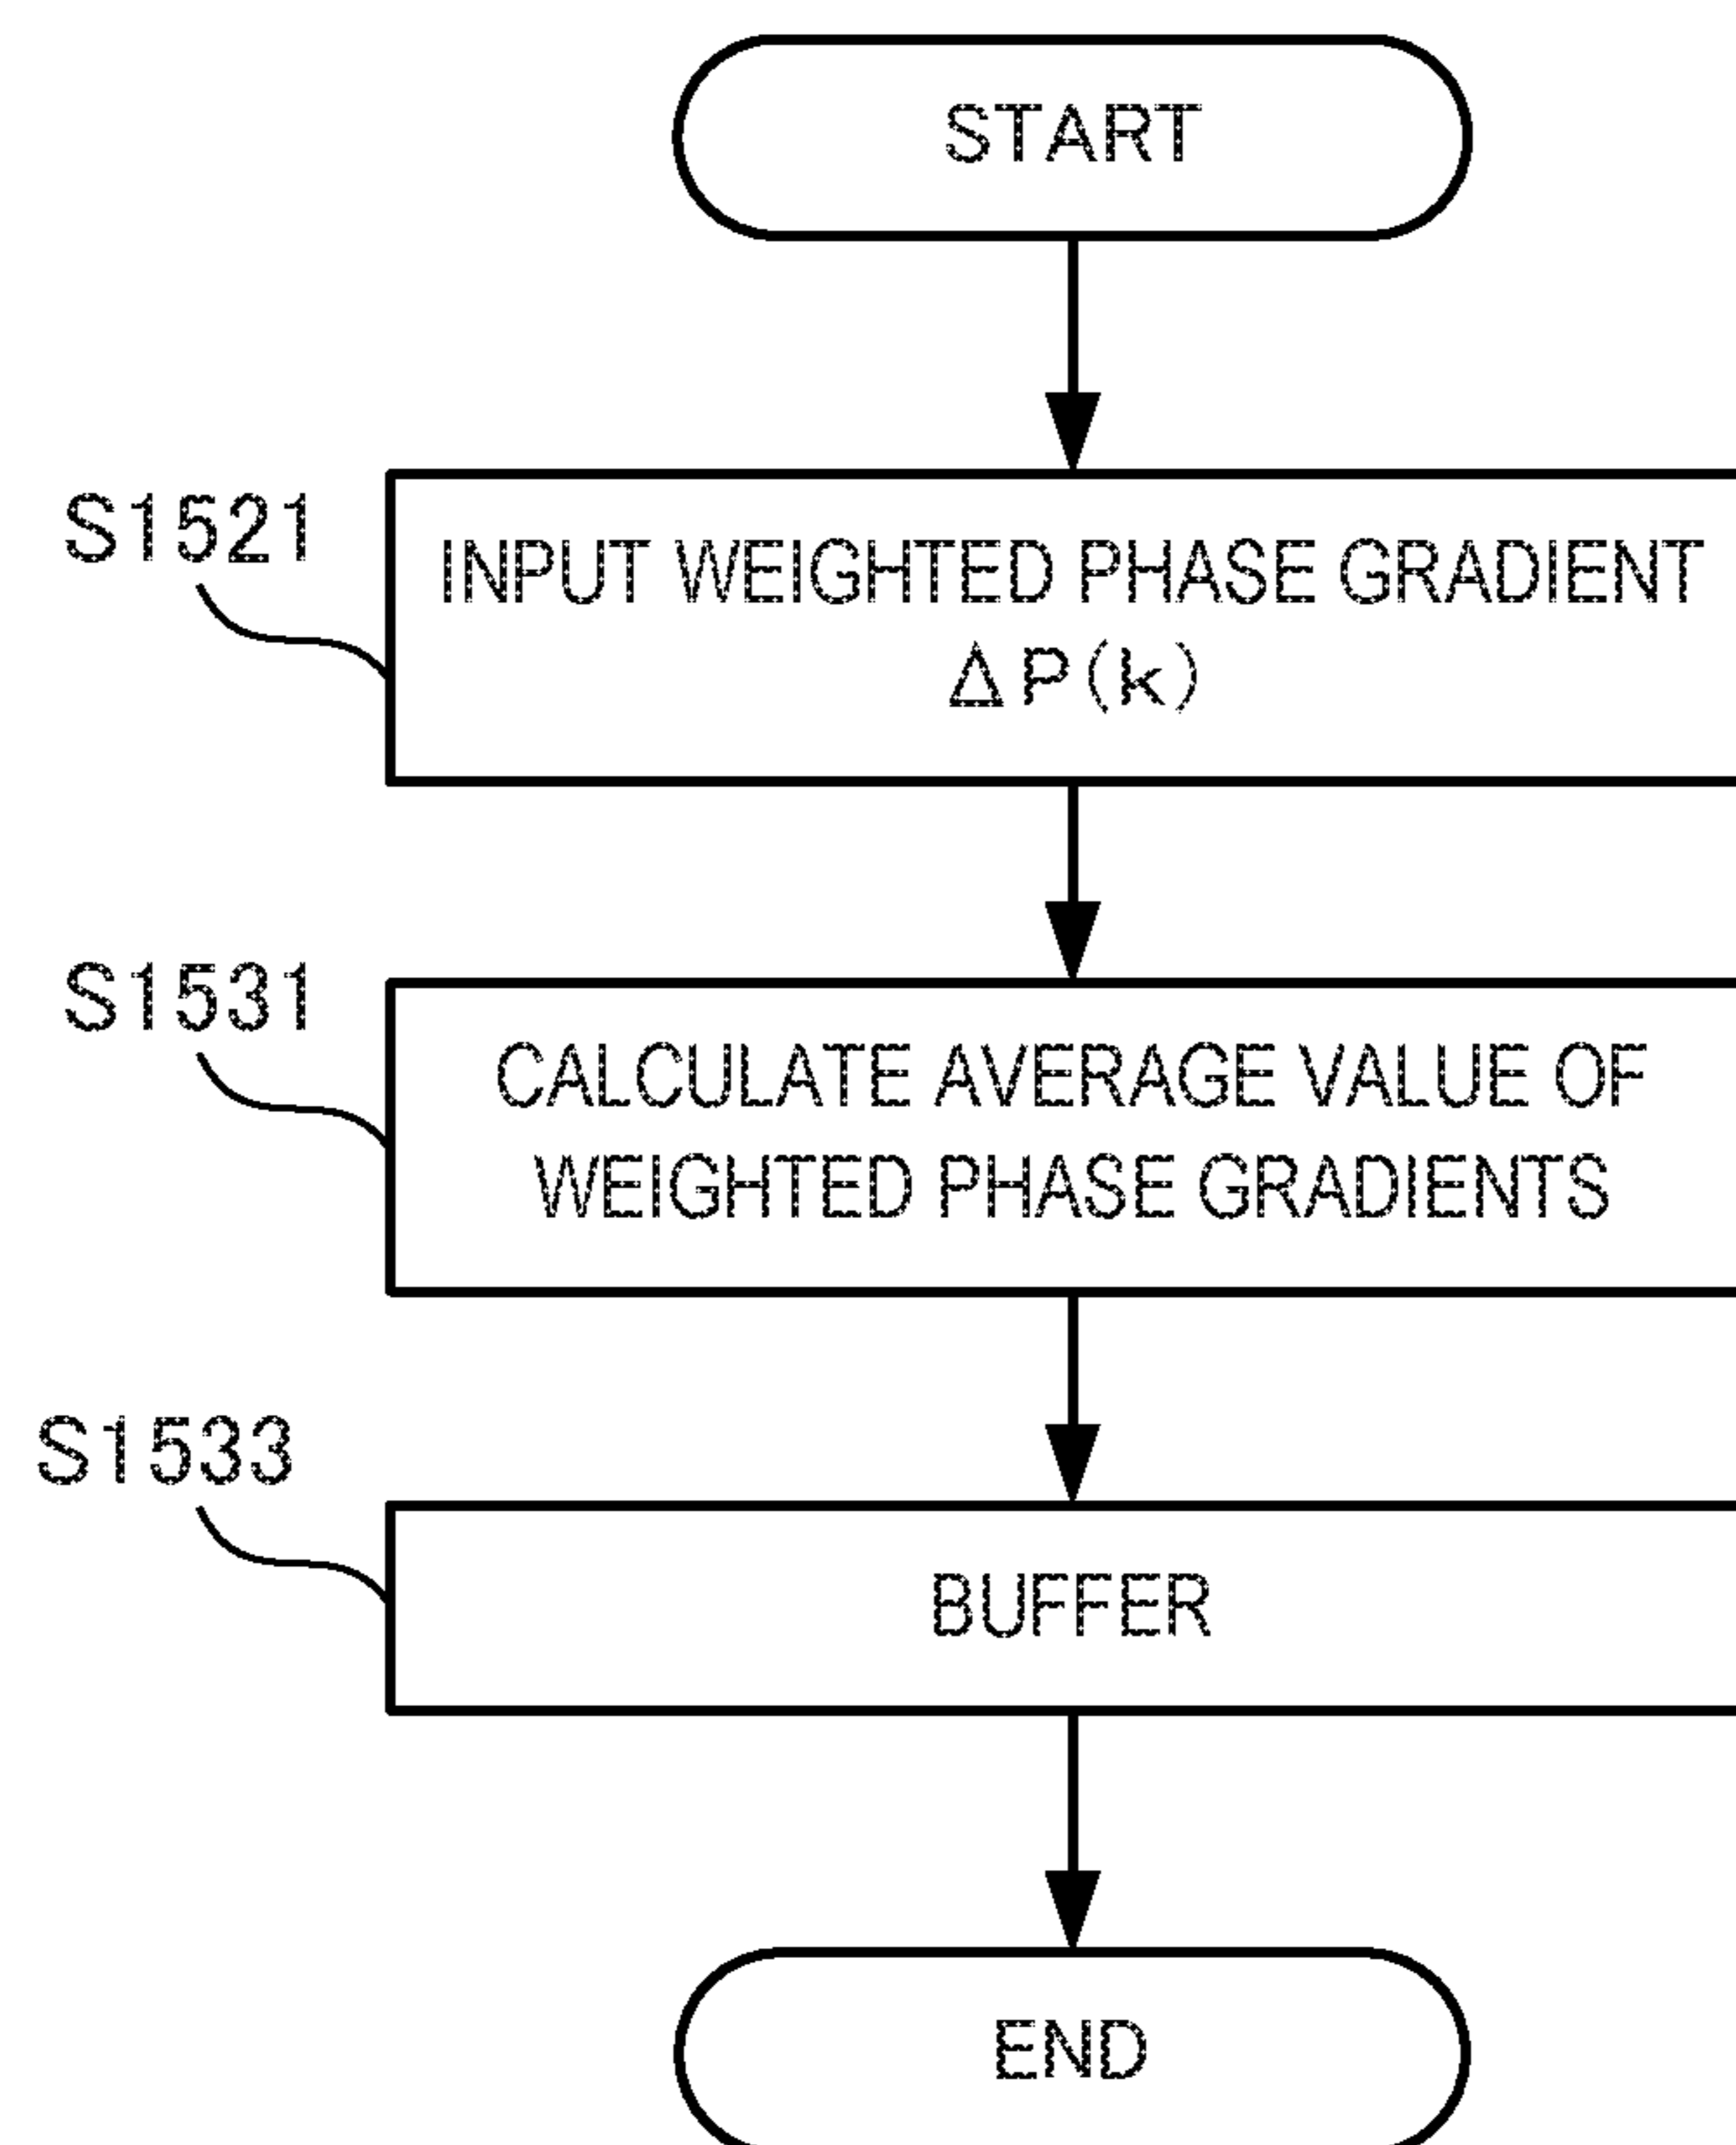 START
S1521
INPUT WEIGHTED PHASE GRADIENT
ΔP(k)
S1531
CALCULATE AVERAGE VALUE OF
WEIGHTED PHASE GRADIENTS
S1533
BUFFER
END